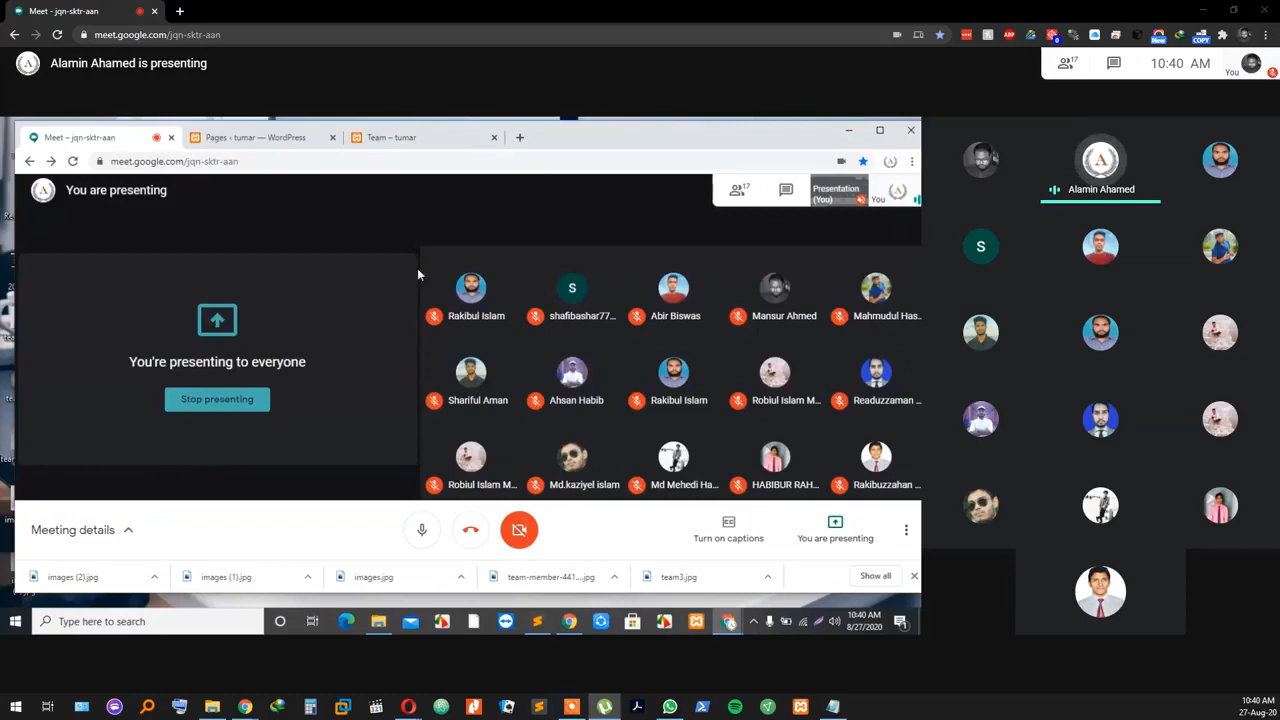 Meet - jqn-sktr-aan
meet.google.com/jqn-sktr-aan
New
COPY
Alamin Ahamed is presenting
17
10:40 AM
You
Meet – jqn-sktr-aan
Pages ‹ tumar — WordPress
Team – tumar
meet.google.com/jqn-sktr-aan
You are presenting
17
Presentation
(You)
You
A
Alamin Ahamed
You're presenting to everyone
Stop presenting
S
Rakibul Islam
shafibashar77...
Abir Biswas
Mansur Ahmed
Mahmudul Has...
Shariful Aman
Ahsan Habib
Rakibul Islam
Robiul Islam M...
Readuzzaman ...
Robiul Islam M...
Md.kaziyel islam
Md Mehedi Ha...
HABIBUR RAH...
Rakibuzzahan ...
S
Meeting details
Turn on captions
You are presenting
images (2).jpg
images (1).jpg
images.jpg
team-member-441....jpg
team3.jpg
Show all
Type here to search
10:40 AM
8/27/2020
10:40 AM
27-Aug-20